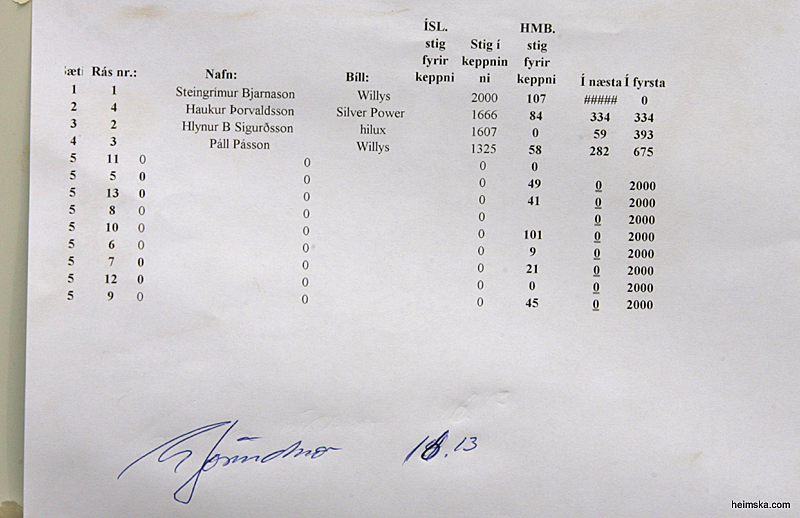 ÍSL. stig fyrir keppni Stig í keppninni HMB. stig fyrir keppni
sæti Rás nr.: Nafn: Bíll: Í næsta Í fyrsta
1 1 Steingrímur Bjarnason Willys 2000 107 ##### 0
2 4 Haukur Þorvaldsson Silver Power 1666 84 334 334
3 2 Hlynur B Sigurðsson hilux 1607 0 59 393
4 3 Páll Pásson Willys 1325 58 282 675
5 11 0 0 0 0
5 5 0 0 0 49 0 2000
5 13 0 0 0 41 0 2000
5 8 0 0 0 0 2000
5 10 0 0 0 101 0 2000
5 6 0 0 0 9 0 2000
5 7 0 0 0 21 0 2000
5 12 0 0 0 0 0 2000
5 9 0 0 0 45 0 2000
18.13
heimska.com